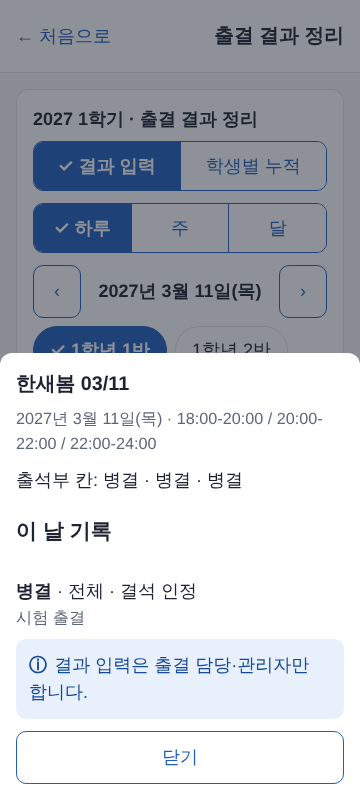 ← 처음으로
출결 결과 정리
2027 1학기 · 출결 결과 정리
✓ 결과 입력
학생별 누적
✓ 하루
주
달
‹
2027년 3월 11일(목)
›
✓ 1학년 1반
1학년 2반
한새봄 03/11
2027년 3월 11일(목) · 18:00-20:00 / 20:00-
22:00 / 22:00-24:00
출석부 칸: 병결 · 병결 · 병결
이 날 기록
병결 · 전체 · 결석 인정
시험 출결
ⓘ 결과 입력은 출결 담당·관리자만
합니다.
닫기